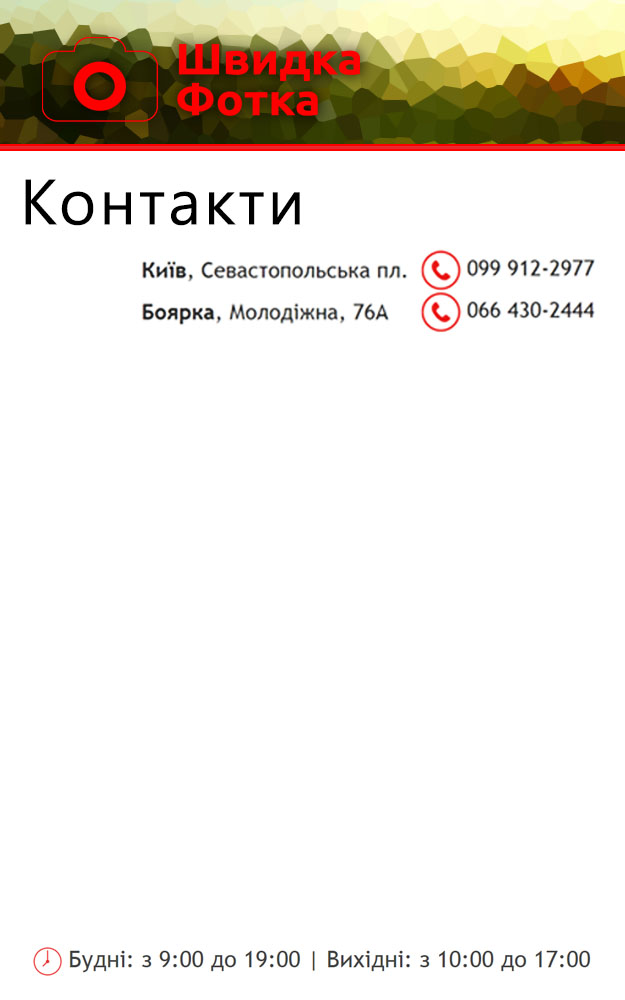 Швидка
Фотка
Контакти
Київ, Севастопольська пл. 099 912-2977
Боярка, Молодіжна, 76А 066 430-2444
Будні: з 9:00 до 19:00 | Вихідні: з 10:00 до 17:00